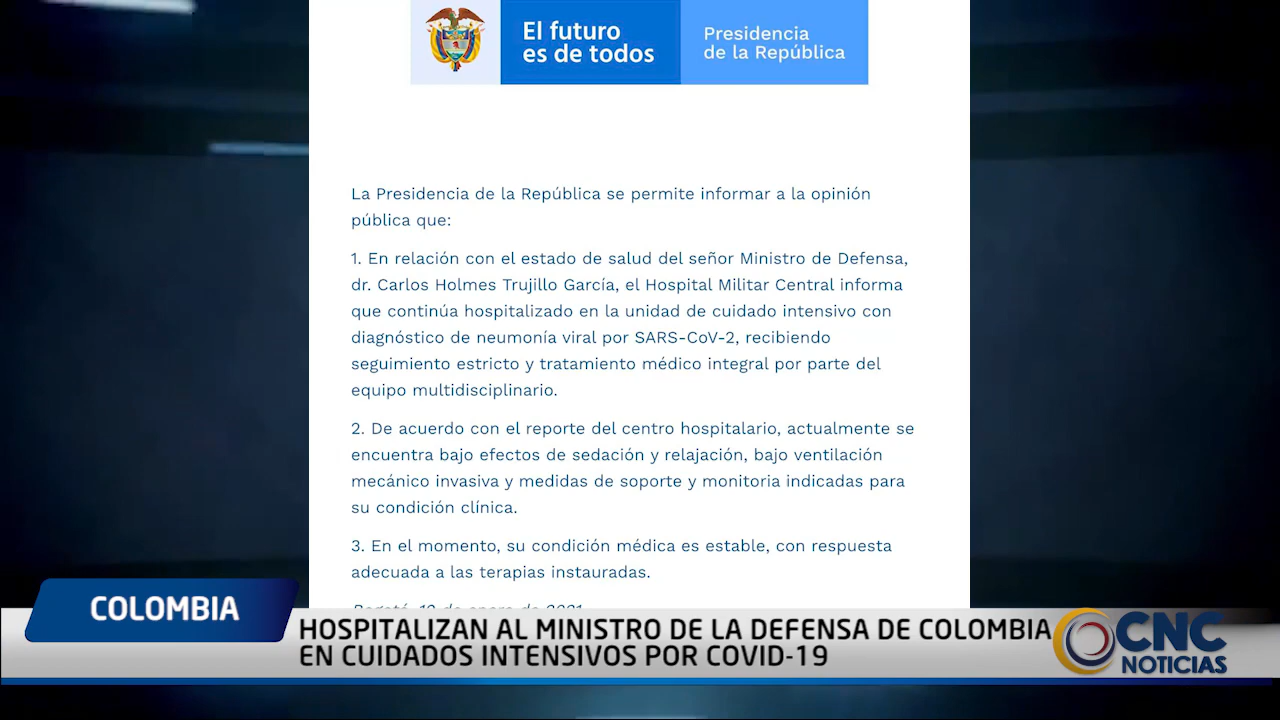 El futuro
es de todos
Presidencia
de la República
La Presidencia de la República se permite informar a la opinión
pública que:
1. En relación con el estado de salud del señor Ministro de Defensa,
dr. Carlos Holmes Trujillo García, el Hospital Militar Central informa
que continúa hospitalizado en la unidad de cuidado intensivo con
diagnóstico de neumonía viral por SARS-CoV-2, recibiendo
seguimiento estricto y tratamiento médico integral por parte del
equipo multidisciplinario.
2. De acuerdo con el reporte del centro hospitalario, actualmente se
encuentra bajo efectos de sedación y relajación, bajo ventilación
mecánico invasiva y medidas de soporte y monitoria indicadas para
su condición clínica.
3. En el momento, su condición médica es estable, con respuesta
adecuada a las terapias instauradas.
COLOMBIA
HOSPITALIZAN AL MINISTRO DE LA DEFENSA DE COLOMBIA
EN CUIDADOS INTENSIVOS POR COVID-19
CNC
NOTICIAS